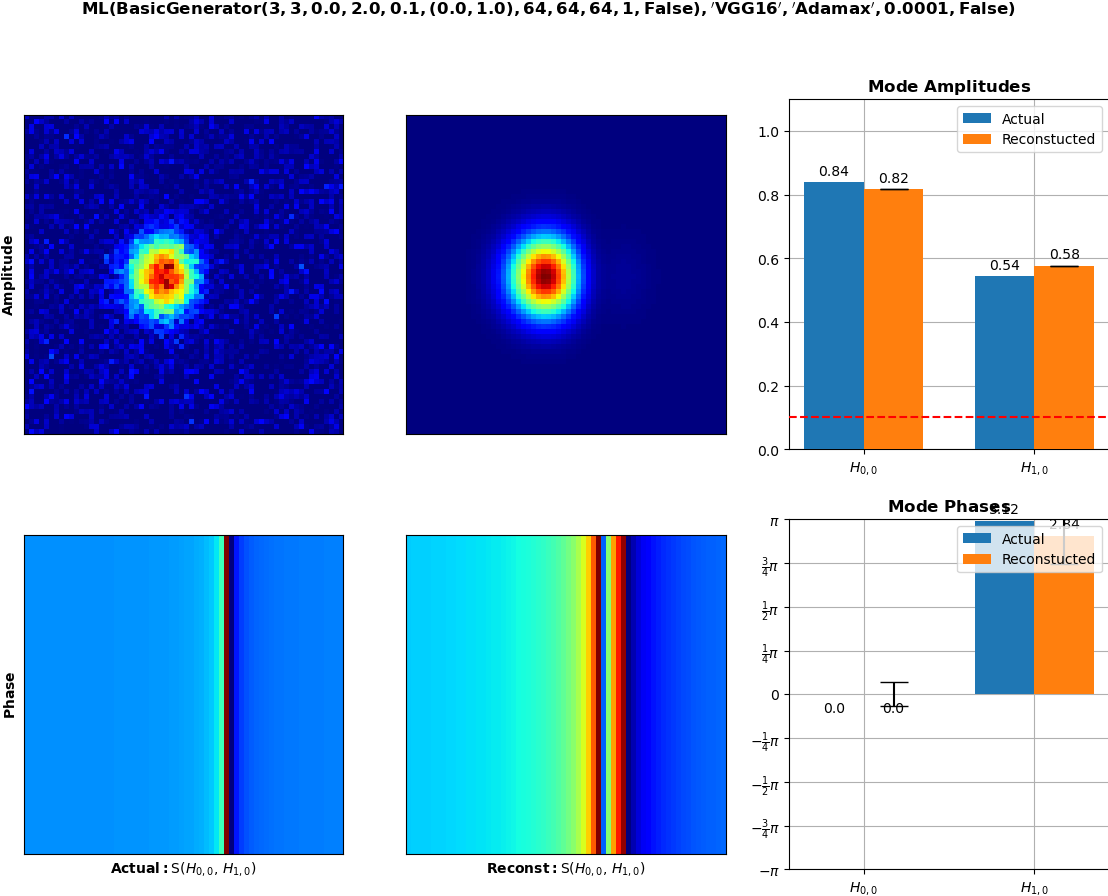 ML(BasicGenerator(3, 3, 0.0, 2.0, 0.1, (0.0, 1.0), 64, 64, 64, 1, False), ′VGG16′, ′Adamax′, 0.0001, False)
Mode Amplitudes
Amplitude
Actual
Reconstucted
1.0
0.8
0.6
0.4
0.2
0.0
0.84
0.82
0.54
0.58
H0,0
H1,0
Mode Phases
Phase
Actual
Reconstucted
π
3/4π
1/2π
1/4π
0
−1/4π
−1/2π
−3/4π
−π
0.0
0.0
3.12
2.84
H0,0
H1,0
Actual: S(H0,0, H1,0)
Reconst: S(H0,0, H1,0)